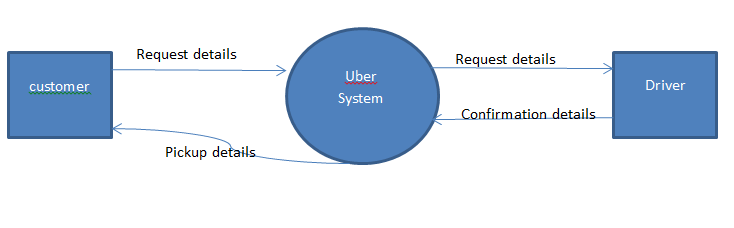 Request details
Request details
customer
Uber
System
Driver
Confirmation details
Pickup details